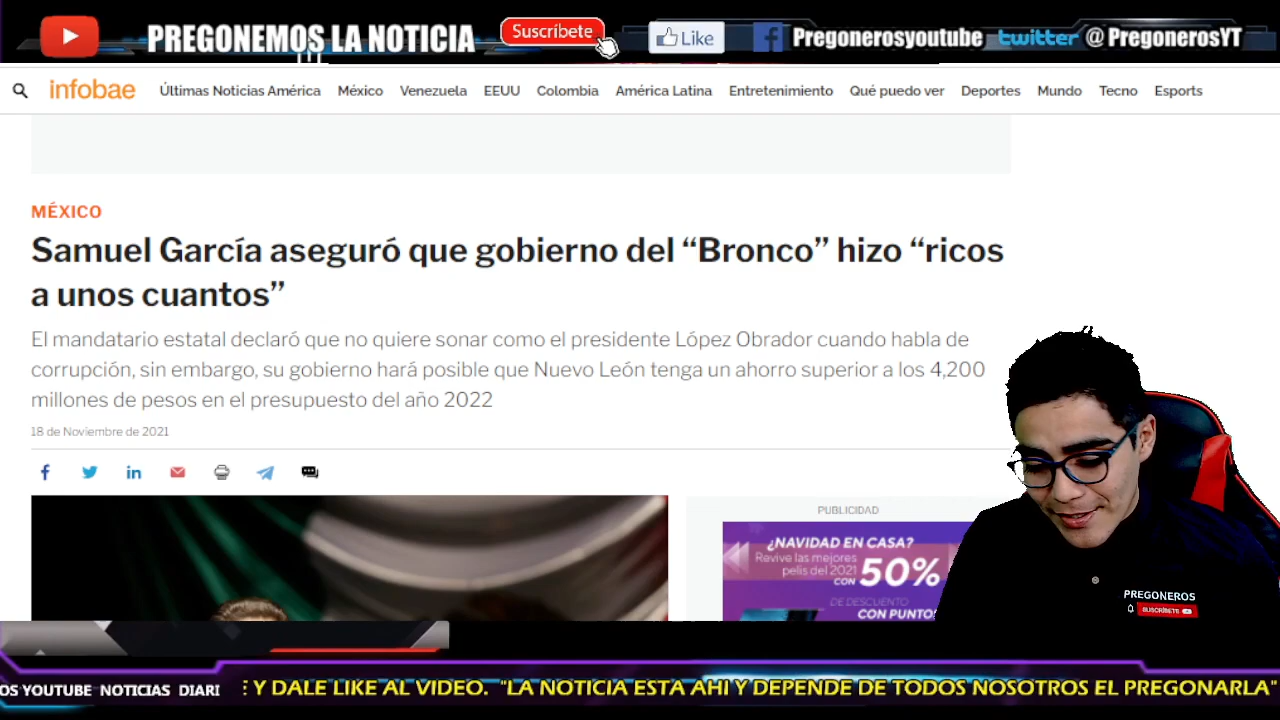 PREGONEMOS LA NOTICIA
Suscríbete
Like
Pregonerosyoutube
twitter @PregonerosYT
infobae
Últimas Noticias América México Venezuela EEUU Colombia América Latina Entretenimiento Qué puedo ver Deportes Mundo Tecno Esports
MÉXICO
Samuel García aseguró que gobierno del “Bronco” hizo “ricos
a unos cuantos”
El mandatario estatal declaró que no quiere sonar como el presidente López Obrador cuando habla de
corrupción, sin embargo, su gobierno hará posible que Nuevo León tenga un ahorro superior a los 4,200
millones de pesos en el presupuesto del año 2022
18 de Noviembre de 2021
PUBLICIDAD
¿NAVIDAD EN CASA?
Revive las mejores
pelis del 2021
CON 50%
DE DESCUENTO
CON PUNTO
PREGONEROS
SUSCRÍBETE
OS YOUTUBE NOTICIAS DIARI
E Y DALE LIKE AL VIDEO. "LA NOTICIA ESTA AHI Y DEPENDE DE TODOS NOSOTROS EL PREGONARLA"